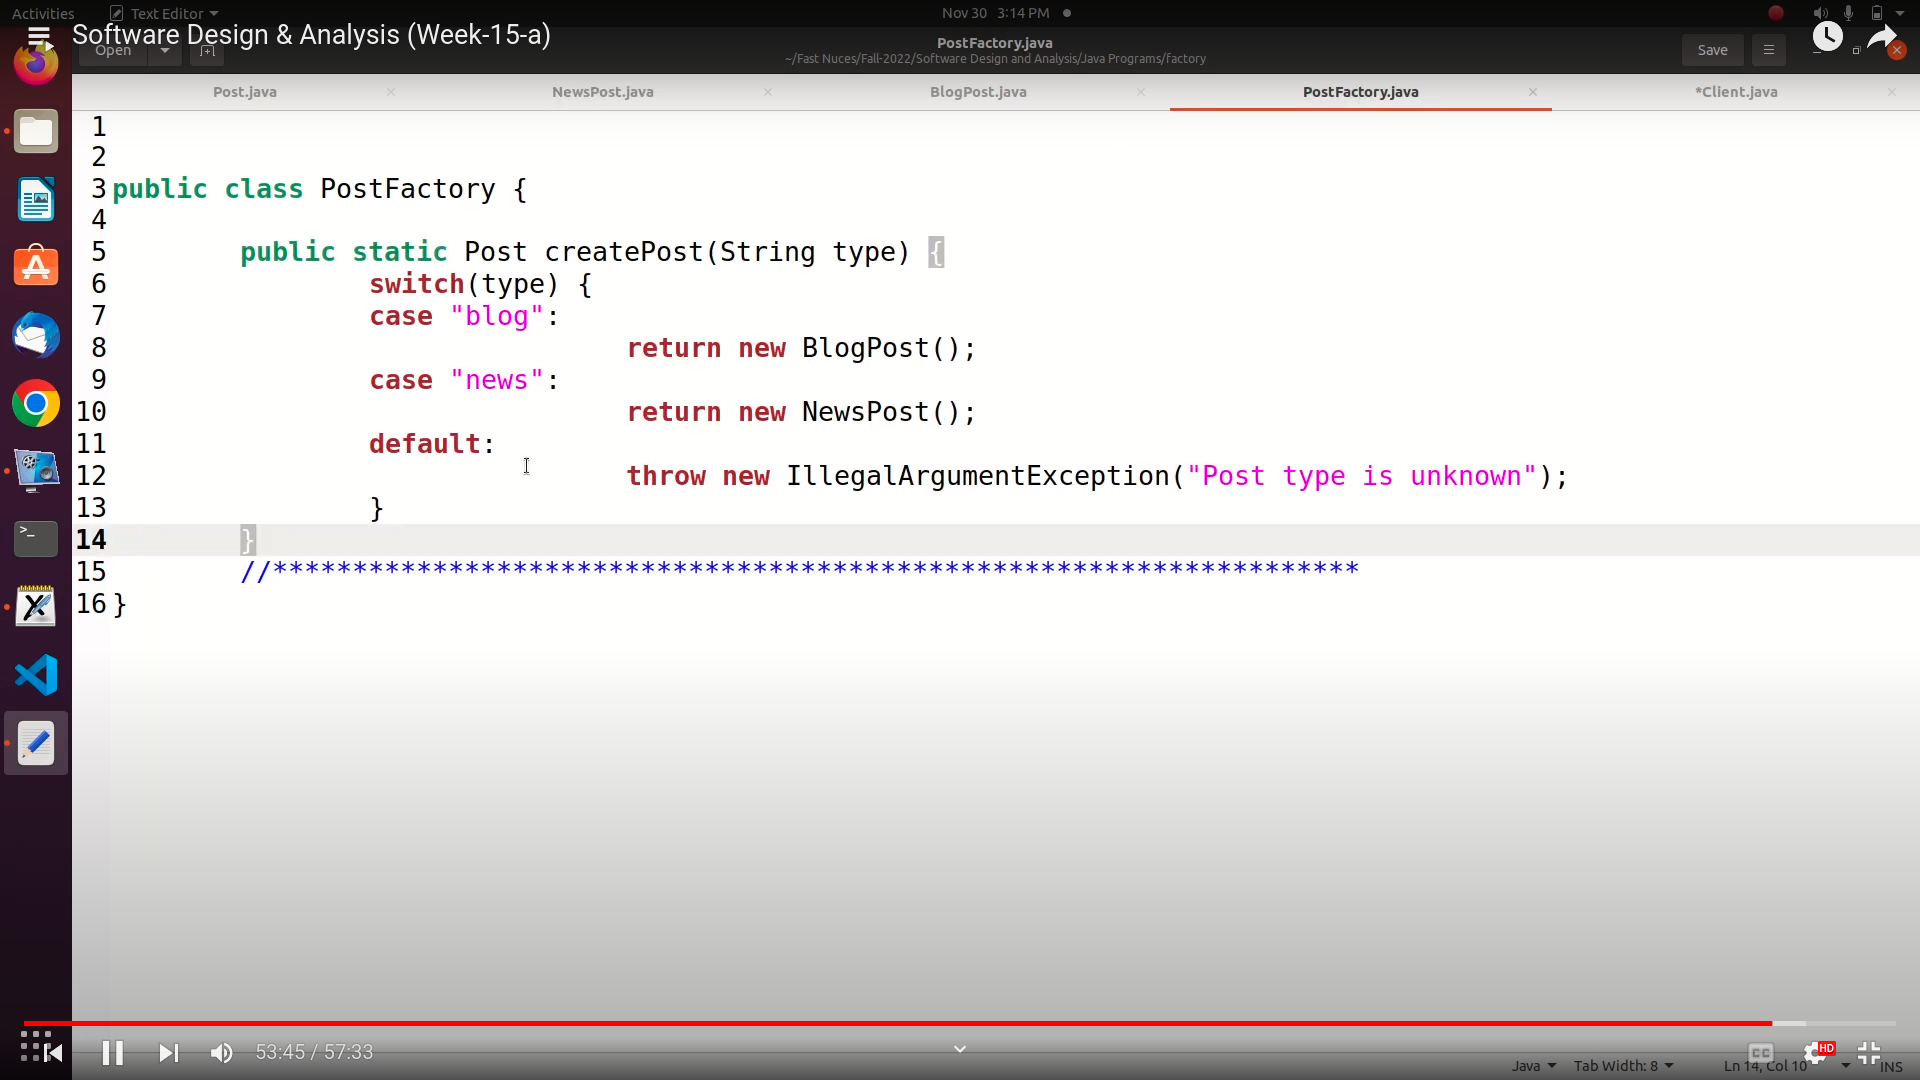 Activities Text Editor Nov 30 3:14 PM
Software Design & Analysis (Week-15-a)
Open PostFactory.java Save
~/Fast Nuces/Fall-2022/Software Design and Analysis/Java Programs/factory
Post.java NewsPost.java BlogPost.java PostFactory.java *Client.java
1
2
3 public class PostFactory {
4
5 public static Post createPost(String type) {
6 switch(type) {
7 case "blog":
8 return new BlogPost();
9 case "news":
10 return new NewsPost();
11 default:
12 throw new IllegalArgumentException("Post type is unknown");
13 }
14 }
15 //********************************************************************
16 }
53:45 / 57:33 CC HD
Java Tab Width: 8 Ln 14, Col 10 INS